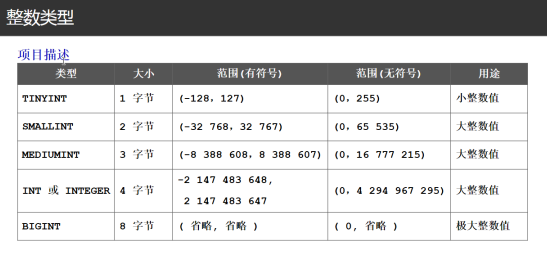 整数类型
项目描述
类型 大小 范围(有符号) 范围(无符号) 用途
TINYINT 1 字节 (-128, 127) (0, 255) 小整数值
SMALLINT 2 字节 (-32 768, 32 767) (0, 65 535) 大整数值
MEDIUMINT 3 字节 (-8 388 608, 8 388 607) (0, 16 777 215) 大整数值
INT 或 INTEGER 4 字节 -2 147 483 648, 2 147 483 647 (0, 4 294 967 295) 大整数值
BIGINT 8 字节 ( 省略, 省略 ) ( 0, 省略 ) 极大整数值